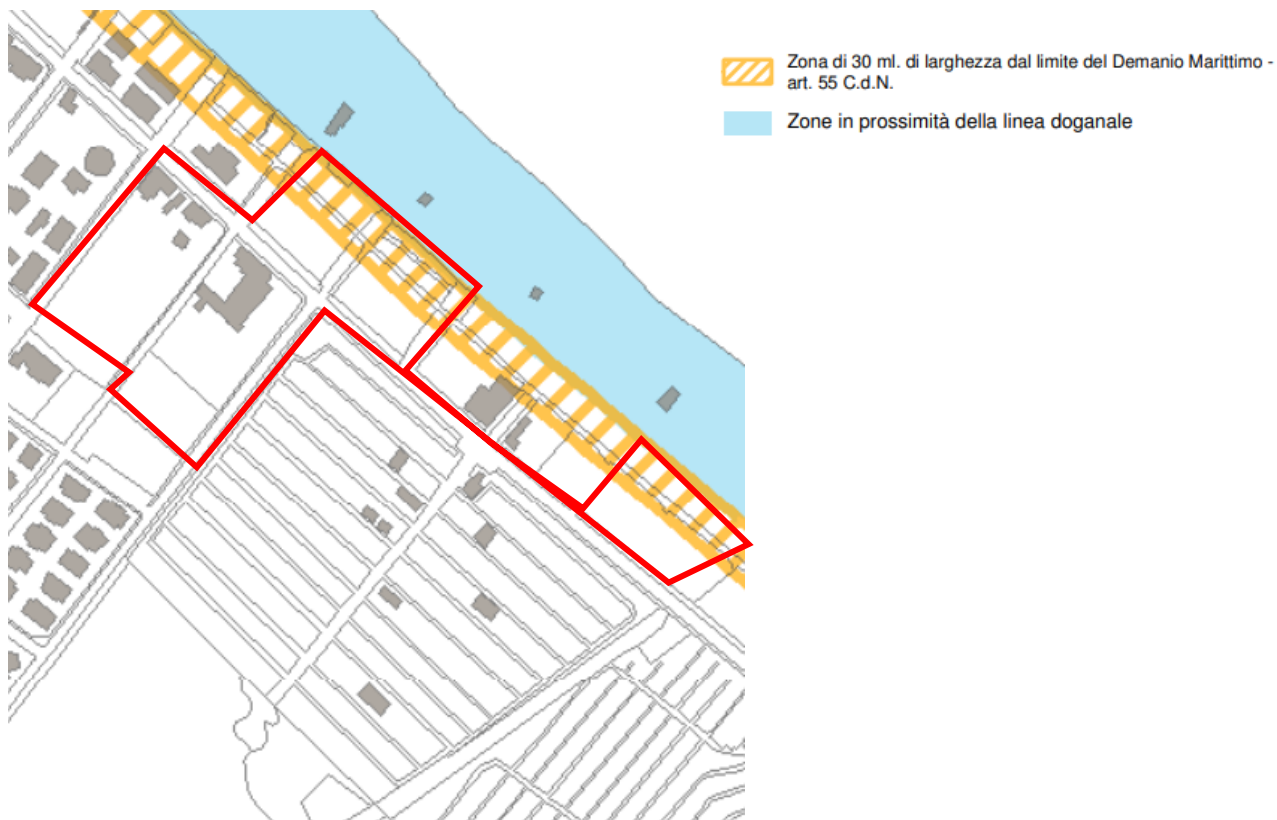 Zona di 30 ml. di larghezza dal limite del Demanio Marittimo -
art. 55 C.d.N.
Zone in prossimità della linea doganale